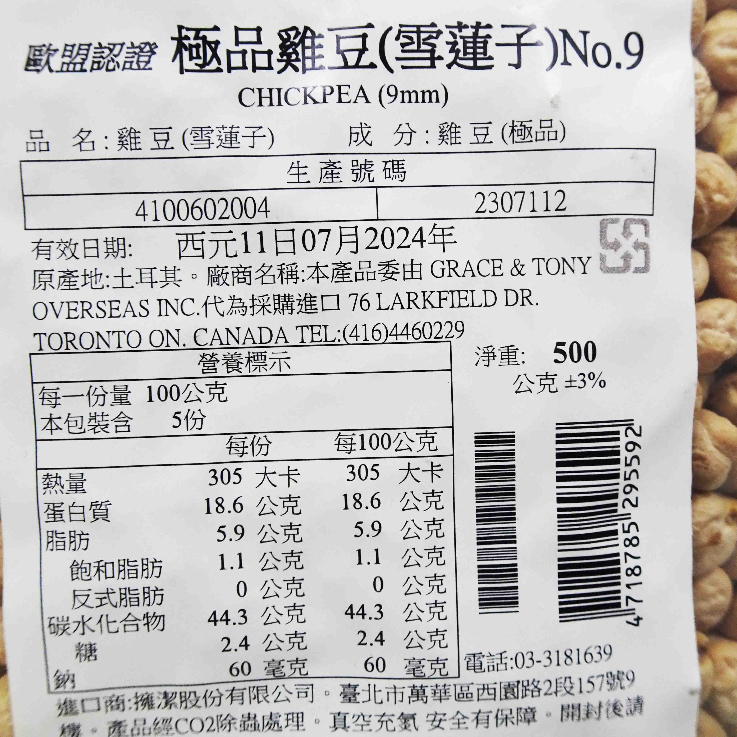 歐盟認證 極品雞豆(雪蓮子)No.9
CHICKPEA (9mm)
品 名:雞豆(雪蓮子) 成 分:雞豆(極品)
生產號碼
4100602004 2307112
有效日期: 西元11日07月2024年
原產地:土耳其。廠商名稱:本產品委由 GRACE & TONY
OVERSEAS INC.代為採購進口 76 LARKFIELD DR.
TORONTO ON. CANADA TEL:(416)4460229
營養標示
每一份量 100公克
本包裝含 5份
每份 每100公克
熱量 305 大卡 305 大卡
蛋白質 18.6 公克 18.6 公克
脂肪 5.9 公克 5.9 公克
飽和脂肪 1.1 公克 1.1 公克
反式脂肪 0 公克 0 公克
碳水化合物 44.3 公克 44.3 公克
糖 2.4 公克 2.4 公克
鈉 60 毫克 60 毫克
淨重: 500
公克 ±3%
4718785295592
電話:03-3181639
進口商:擁潔股份有限公司。臺北市萬華區西園路2段157號9
樓。產品經CO2除蟲處理。真空充氮 安全有保障。開封後請